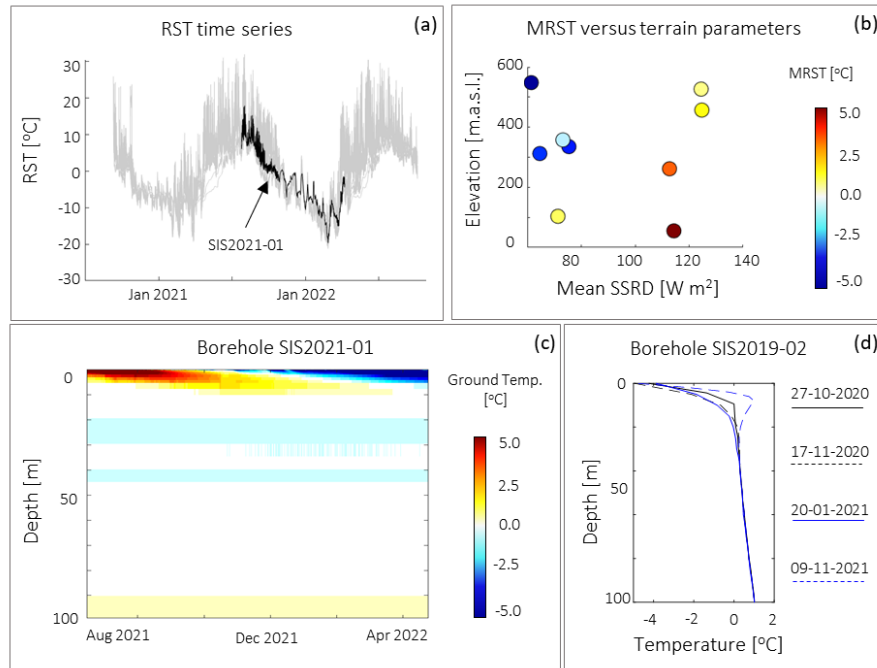 RST time series
(a)
RST [°C]
30
20
10
0
-10
-20
-30
SIS2021-01
Jan 2021
Jan 2022
MRST versus terrain parameters
(b)
Elevation [m.a.s.l.]
600
400
200
0
80
100
120
140
Mean SSRD [W m²]
MRST [°C]
5.0
2.5
0.0
-2.5
-5.0
Borehole SIS2021-01
(c)
Depth [m]
0
50
100
Aug 2021
Dec 2021
Apr 2022
Ground Temp.
[°C]
5.0
2.5
0.0
-2.5
-5.0
Borehole SIS2019-02
(d)
Depth [m]
0
50
100
-4
-2
0
2
Temperature [°C]
27-10-2020
17-11-2020
20-01-2021
09-11-2021